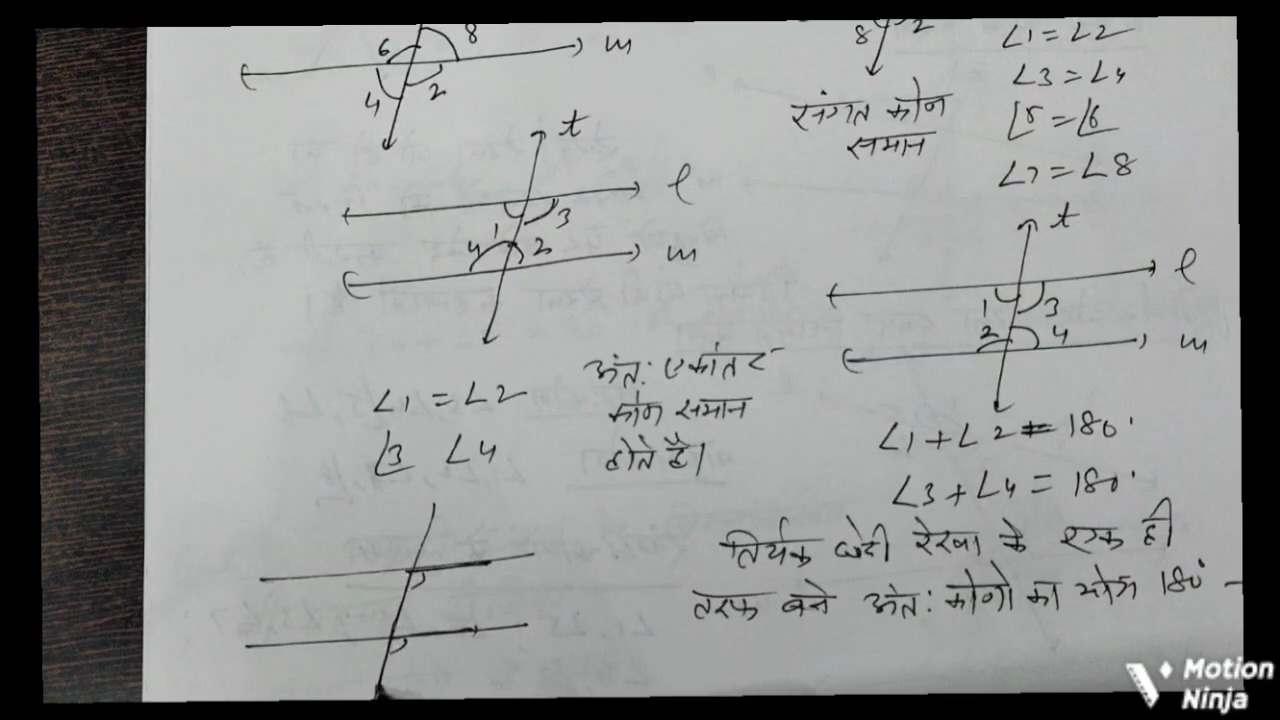 6 8 m
4 2
8 2
∠1 = ∠2
∠3 = ∠4
∠5 = ∠6
∠7 = ∠8
संगत कोन
समान
t
l
1 3
4 2
m
∠1 = ∠2
∠3 ∠4
अंत: एकांतर
कोन समान
होते है।
t
l
1 3
2 4
m
∠1 + ∠2 = 180°
∠3 + ∠4 = 180°
तिर्यक छेदी रेखा के एक ही
तरफ बने अंत: कोणो का योग 180° -
Motion
Ninja